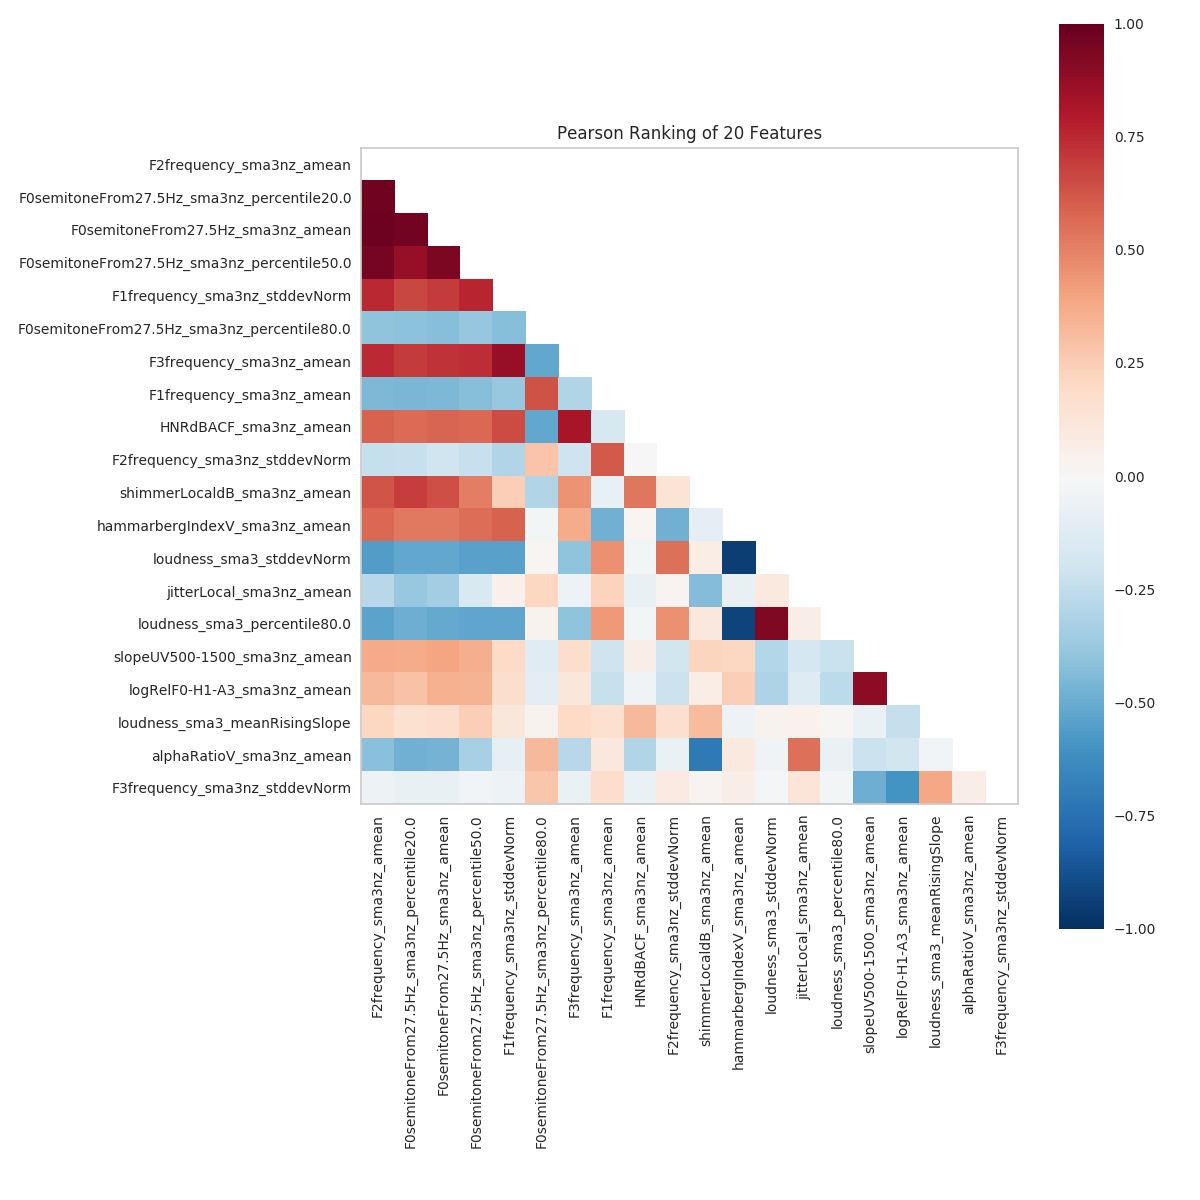 Pearson Ranking of 20 Features
F2frequency_sma3nz_amean
F0semitoneFrom27.5Hz_sma3nz_percentile20.0
F0semitoneFrom27.5Hz_sma3nz_amean
F0semitoneFrom27.5Hz_sma3nz_percentile50.0
F1frequency_sma3nz_stddevNorm
F0semitoneFrom27.5Hz_sma3nz_percentile80.0
F3frequency_sma3nz_amean
F1frequency_sma3nz_amean
HNRdBACF_sma3nz_amean
F2frequency_sma3nz_stddevNorm
shimmerLocaldB_sma3nz_amean
hammarbergIndexV_sma3nz_amean
loudness_sma3_stddevNorm
jitterLocal_sma3nz_amean
loudness_sma3_percentile80.0
slopeUV500-1500_sma3nz_amean
logRelF0-H1-A3_sma3nz_amean
loudness_sma3_meanRisingSlope
alphaRatioV_sma3nz_amean
F3frequency_sma3nz_stddevNorm
F2frequency_sma3nz_amean
F0semitoneFrom27.5Hz_sma3nz_percentile20.0
F0semitoneFrom27.5Hz_sma3nz_amean
F0semitoneFrom27.5Hz_sma3nz_percentile50.0
F1frequency_sma3nz_stddevNorm
F0semitoneFrom27.5Hz_sma3nz_percentile80.0
F3frequency_sma3nz_amean
F1frequency_sma3nz_amean
HNRdBACF_sma3nz_amean
F2frequency_sma3nz_stddevNorm
shimmerLocaldB_sma3nz_amean
hammarbergIndexV_sma3nz_amean
loudness_sma3_stddevNorm
jitterLocal_sma3nz_amean
loudness_sma3_percentile80.0
slopeUV500-1500_sma3nz_amean
logRelF0-H1-A3_sma3nz_amean
loudness_sma3_meanRisingSlope
alphaRatioV_sma3nz_amean
F3frequency_sma3nz_stddevNorm
1.00
0.75
0.50
0.25
0.00
−0.25
−0.50
−0.75
−1.00